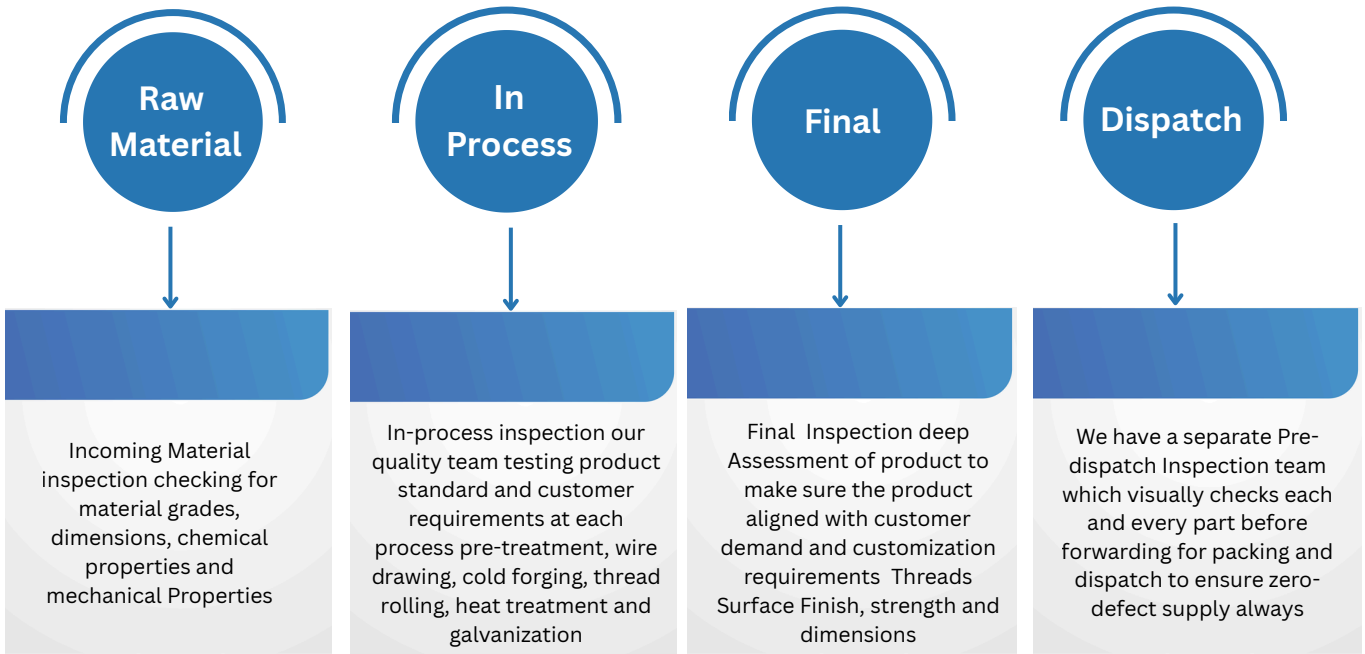 Raw
Material
In
Process
Final
Dispatch
Incoming Material
inspection checking for
material grades,
dimensions, chemical
properties and
mechanical Properties
In-process inspection our
quality team testing product
standard and customer
requirements at each
process pre-treatment, wire
drawing, cold forging, thread
rolling, heat treatment and
galvanization
Final  Inspection deep
Assessment of product to
make sure the product
aligned with customer
demand and customization
requirements  Threads
Surface Finish, strength and
dimensions
We have a separate Pre-
dispatch Inspection team
which visually checks each
and every part before
forwarding for packing and
dispatch to ensure zero-
defect supply always